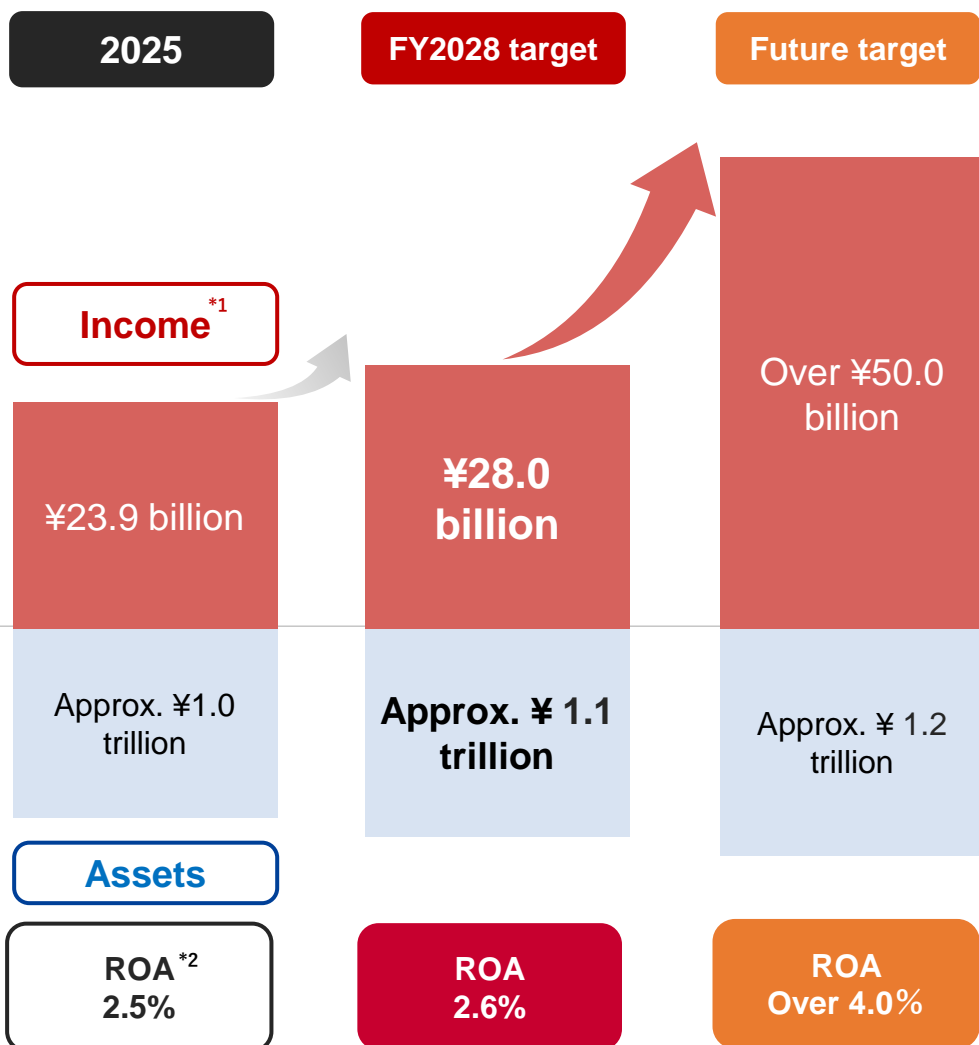 2025
FY2028 target
Future target
Income*1
¥23.9 billion
¥28.0
billion
Over ¥50.0
billion
Approx. ¥1.0
trillion
Approx. ¥ 1.1
trillion
Approx. ¥ 1.2
trillion
Assets
ROA*2
2.5%
ROA
2.6%
ROA
Over 4.0%